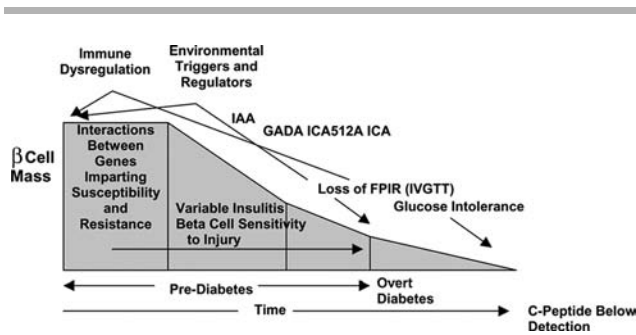 Immune
Dysregulation
Environmental
Triggers and
Regulators
IAA
GADA ICA512A ICA
βCell
Mass
Interactions
Between
Genes
Imparting
Susceptibility
and
Resistance
Loss of FPIR (IVGTT)
Glucose Intolerance
Variable Insulitis
Beta Cell Sensitivity
to Injury
Pre-Diabetes
Overt
Diabetes
Time
C-Peptide Below
Detection